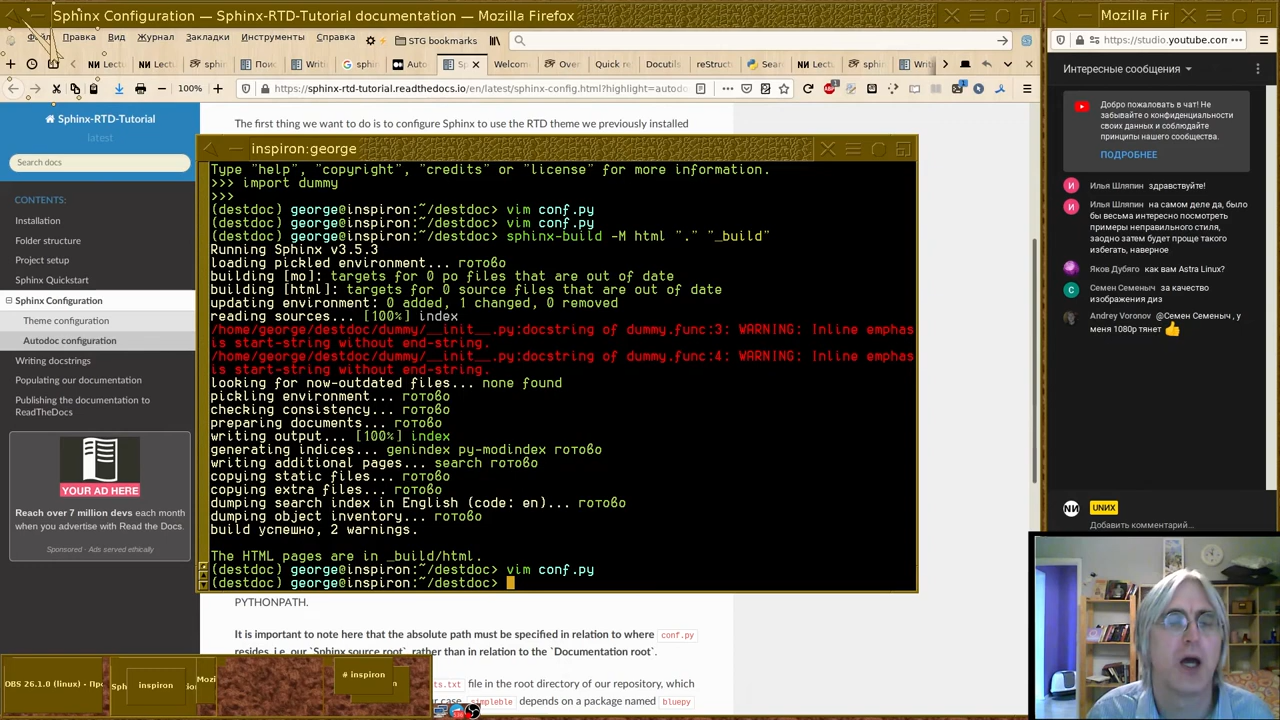 Sphinx Configuration — Sphinx-RTD-Tutorial documentation — Mozilla Firefox
Файл Правка Вид Журнал Закладки Инструменты Справка
STG bookmarks
100%
https://sphinx-rtd-tutorial.readthedocs.io/en/latest/sphinx-config.html?highlight=autodo
Sphinx-RTD-Tutorial
latest
Search docs
CONTENTS:
Installation
Folder structure
Project setup
Sphinx Quickstart
Sphinx Configuration
Theme configuration
Autodoc configuration
Writing docstrings
Populating our documentation
Publishing the documentation to
ReadTheDocs
YOUR AD HERE
Reach over 7 million devs each month
when you advertise with Read the Docs.
Sponsored · Ads served ethically
The first thing we want to do is to configure Sphinx to use the RTD theme we previously installed
inspiron:george
Type "help", "copyright", "credits" or "license" for more information.
>>> import dummy
>>>
(destdoc) george@inspiron:~/destdoc> vim conf.py
(destdoc) george@inspiron:~/destdoc> vim conf.py
(destdoc) george@inspiron:~/destdoc> sphinx-build -M html "." "_build"
Running Sphinx v3.5.3
loading pickled environment... готово
building [mo]: targets for 0 po files that are out of date
building [html]: targets for 0 source files that are out of date
updating environment: 0 added, 1 changed, 0 removed
reading sources... [100%] index
/home/george/destdoc/dummy/__init__.py:docstring of dummy.func:3: WARNING: Inline emphas
is start-string without end-string.
/home/george/destdoc/dummy/__init__.py:docstring of dummy.func:4: WARNING: Inline emphas
is start-string without end-string.
looking for now-outdated files... none found
pickling environment... готово
checking consistency... готово
preparing documents... готово
writing output... [100%] index
generating indices... genindex py-modindex готово
writing additional pages... search готово
copying static files... готово
copying extra files... готово
dumping search index in English (code: en)... готово
dumping object inventory... готово
build успешно, 2 warnings.
The HTML pages are in _build/html.
(destdoc) george@inspiron:~/destdoc> vim conf.py
(destdoc) george@inspiron:~/destdoc>
PYTHONPATH.
It is important to note here that the absolute path must be specified in relation to where conf.py
resides, i.e. our `Sphinx source root`, rather than in relation to the `Documentation root`.
ts.txt file in the root directory of our repository, which
r case, simpleble depends on a package named bluepy
OBS 26.1.0 (linux) - Про
Sph
inspiron
Mozi
# inspiron
Mozilla Fir
https://studio.youtube.com
Интересные сообщения
Добро пожаловать в чат! Не
забывайте о конфиденциальности
своих данных и соблюдайте
принципы нашего сообщества.
ПОДРОБНЕЕ
Илья Шляпин здравствуйте!
Илья Шляпин на самом деле да, было
бы весьма интересно посмотреть
примеры неправильного стиля,
заодно затем будет проще такого
избегать, наверное
Яков Дубяго как вам Astra Linux?
Семен Семеныч за качество
изображения диз
Andrey Voronov @Семен Семеныч , у
меня 1080p тянет
UNИX
Добавить комментарий...